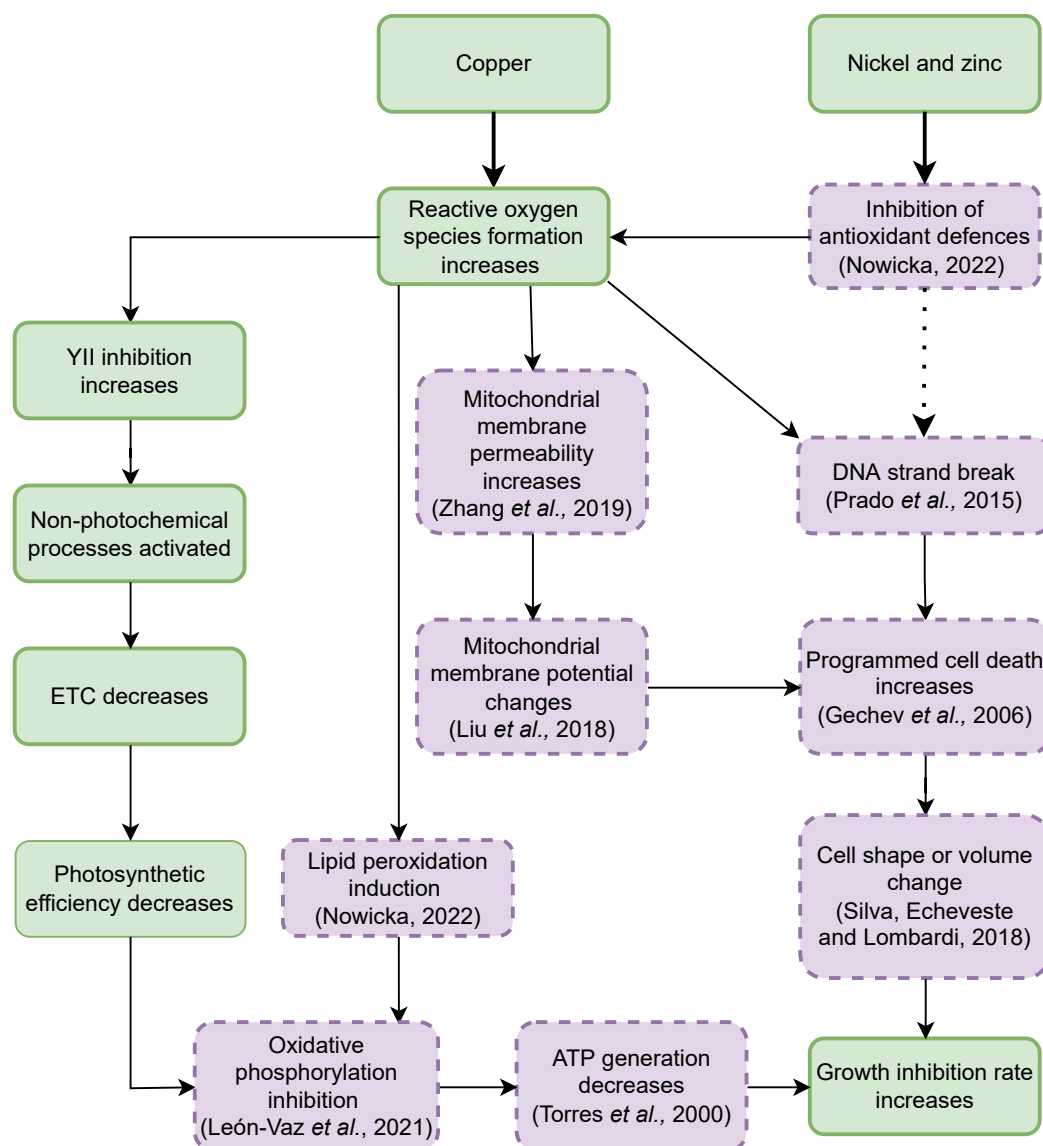 Copper
Nickel and zinc
Reactive oxygen
species formation
increases
Inhibition of
antioxidant defences
(Nowicka, 2022)
YII inhibition
increases
Mitochondrial
membrane
permeability
increases
(Zhang et al., 2019)
DNA strand break
(Prado et al., 2015)
Non-photochemical
processes activated
ETC decreases
Mitochondrial
membrane potential
changes
(Liu et al., 2018)
Programmed cell death
increases
(Gechev et al., 2006)
Photosynthetic
efficiency decreases
Lipid peroxidation
induction
(Nowicka, 2022)
Cell shape or volume
change
(Silva, Echeveste
and Lombardi, 2018)
Oxidative
phosphorylation
inhibition
(León-Vaz et al., 2021)
ATP generation
decreases
(Torres et al., 2000)
Growth inhibition rate
increases